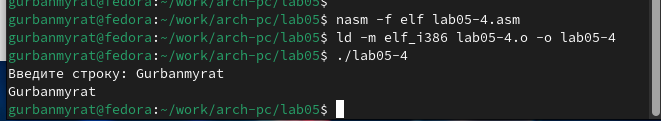 gurbanmyrat@fedora:~/work/arch-pc/lab05$
gurbanmyrat@fedora:~/work/arch-pc/lab05$ nasm -f elf lab05-4.asm
gurbanmyrat@fedora:~/work/arch-pc/lab05$ ld -m elf_i386 lab05-4.o -o lab05-4
gurbanmyrat@fedora:~/work/arch-pc/lab05$ ./lab05-4
Введите строку: Gurbanmyrat
Gurbanmyrat
gurbanmyrat@fedora:~/work/arch-pc/lab05$